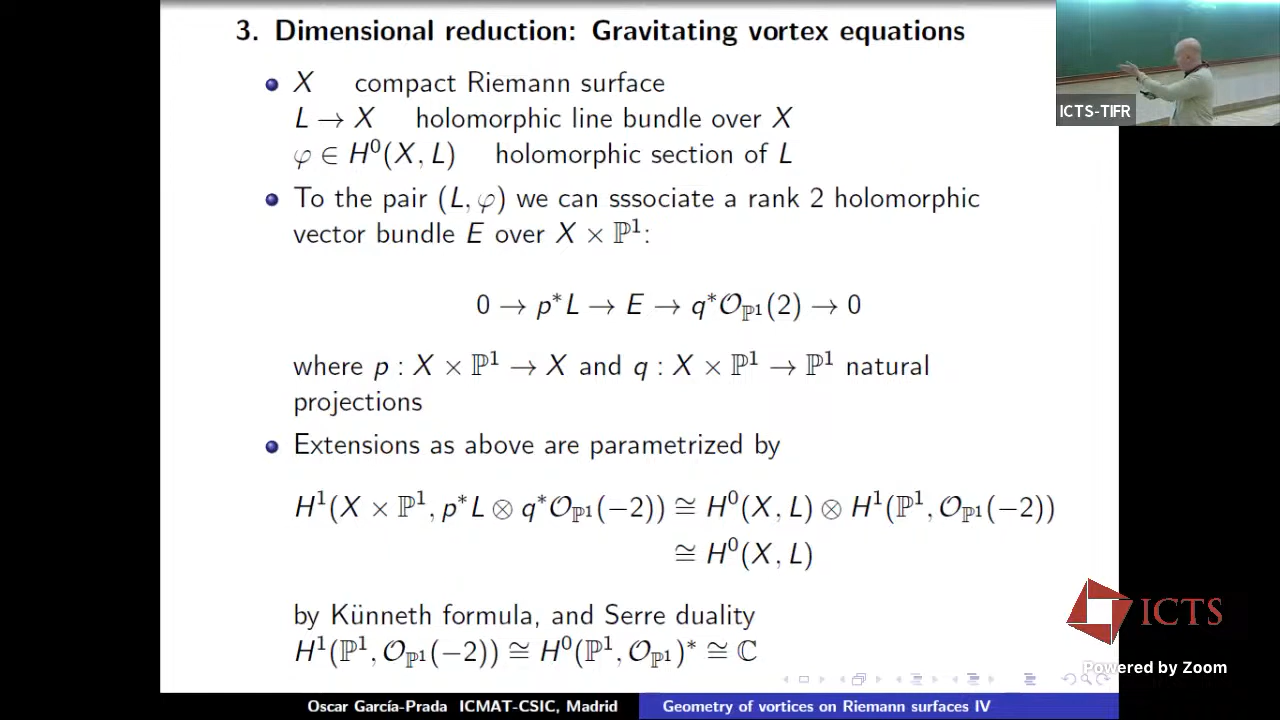 3. Dimensional reduction: Gravitating vortex equations
X compact Riemann surface
L → X holomorphic line bundle over X
φ ∈ H⁰(X, L) holomorphic section of L
To the pair (L, φ) we can sssociate a rank 2 holomorphic
vector bundle E over X × ℙ¹:
0 → p*L → E → q*𝒪_ℙ¹(2) → 0
where p : X × ℙ¹ → X and q : X × ℙ¹ → ℙ¹ natural
projections
Extensions as above are parametrized by
H¹(X × ℙ¹, p*L ⊗ q*𝒪_ℙ¹(−2)) ≅ H⁰(X, L) ⊗ H¹(ℙ¹, 𝒪_ℙ¹(−2))
≅ H⁰(X, L)
by Künneth formula, and Serre duality
H¹(ℙ¹, 𝒪_ℙ¹(−2)) ≅ H⁰(ℙ¹, 𝒪_ℙ¹)* ≅ ℂ
Oscar García-Prada ICMAT-CSIC, Madrid
Geometry of vortices on Riemann surfaces IV
ICTS-TIFR
ICTS
Powered by Zoom